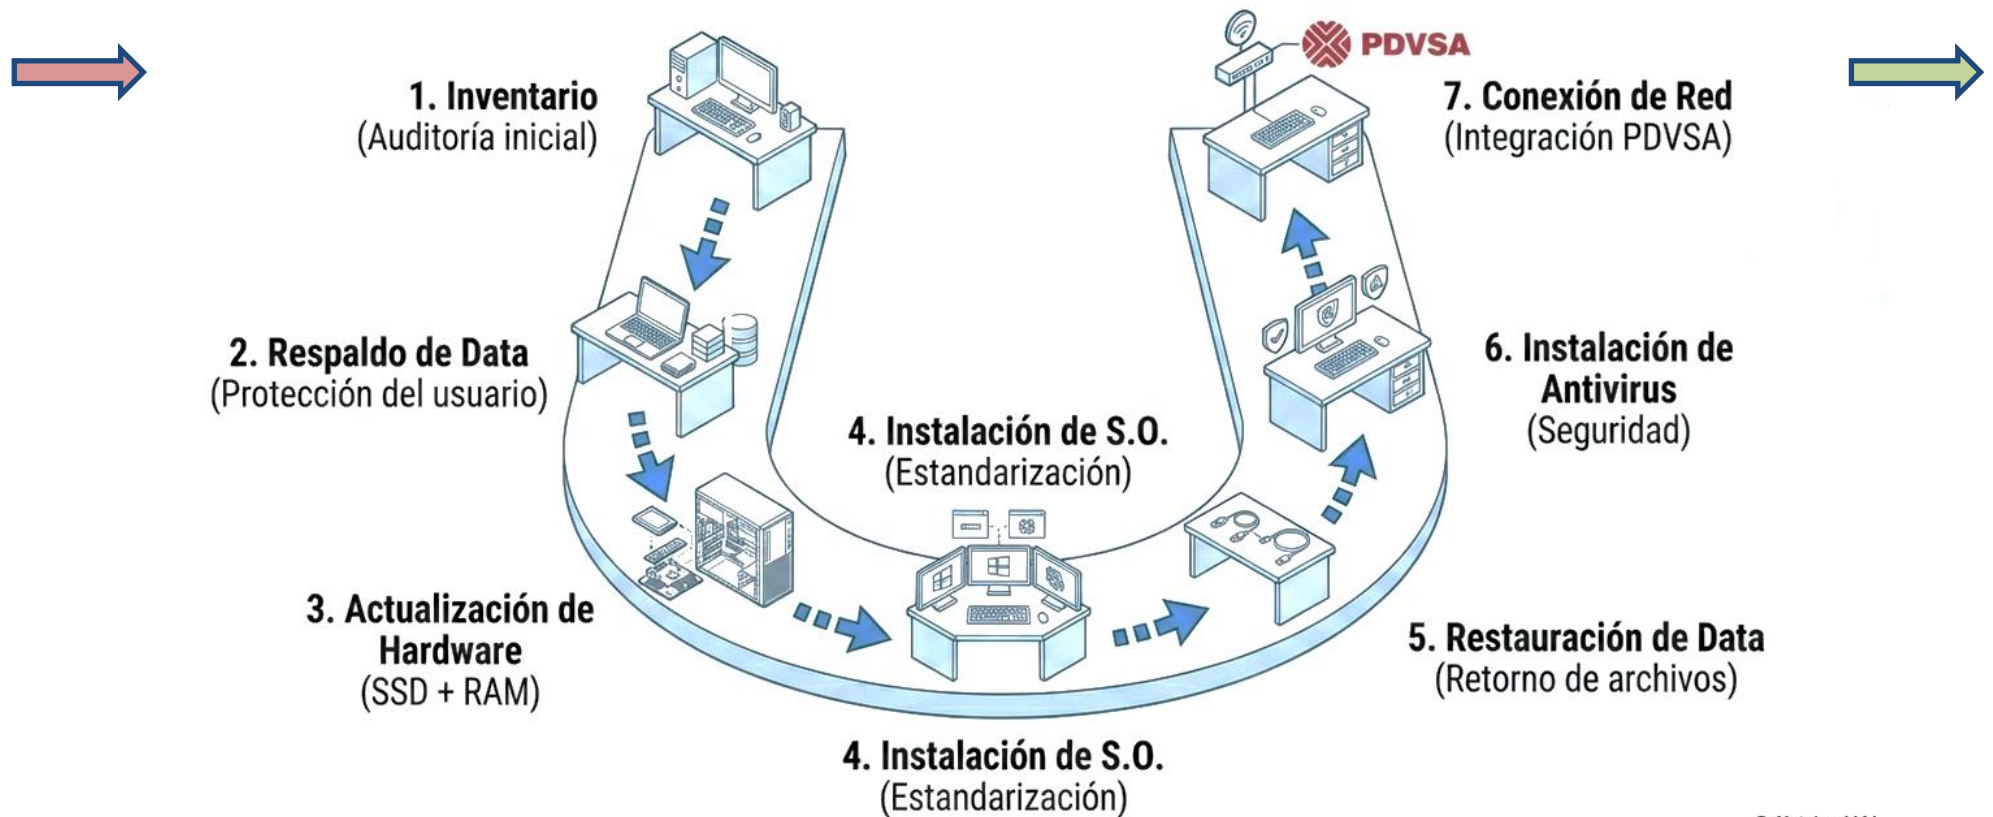 1. Inventario
(Auditoría inicial)
PDVSA
7. Conexión de Red
(Integración PDVSA)
2. Respaldo de Data
(Protección del usuario)
6. Instalación de
Antivirus
(Seguridad)
4. Instalación de S.O.
(Estandarización)
3. Actualización de
Hardware
(SSD + RAM)
5. Restauración de Data
(Retorno de archivos)
4. Instalación de S.O.
(Estandarización)